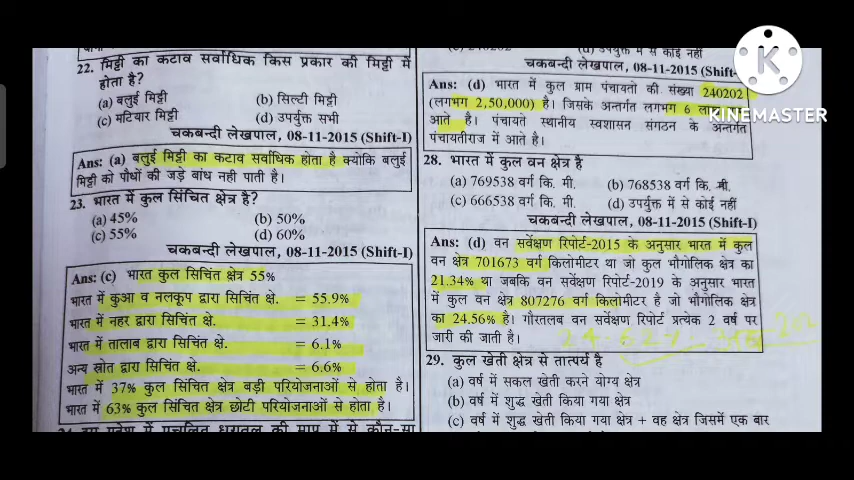 22. मिट्टी का कटाव सर्वाधिक किस प्रकार की मिट्टी में
होता है?
(a) बलुई मिट्टी (b) सिल्टी मिट्टी
(c) मटियार मिट्टी (d) उपर्युक्त सभी
चकबन्दी लेखपाल, 08-11-2015 (Shift-I)
Ans: (a) बलुई मिट्टी का कटाव सर्वाधिक होता है क्योकि बलुई
मिट्टी को पौधों की जड़े बांध नही पाती है।
23. भारत में कुल सिंचित क्षेत्र है?
(a) 45% (b) 50%
(c) 55% (d) 60%
चकबन्दी लेखपाल, 08-11-2015 (Shift-I)
Ans: (c) भारत कुल सिचित क्षेत्र 55%
भारत में कुआ व नलकूप द्वारा सिचिंत क्षे. = 55.9%
भारत में नहर द्वारा सिचिंत क्षे. = 31.4%
भारत में तालाब द्वारा सिचिंत क्षे. = 6.1%
अन्य स्रोत द्वारा सिचिंत क्षे. = 6.6%
भारत में 37% कुल सिंचित क्षेत्र बड़ी परियोजनाओं से होता है।
भारत में 63% कुल सिंचित क्षेत्र छोटी परियोजनाओं से होता है।
(d) उपर्युक्त में से कोई नहीं
चकबन्दी लेखपाल, 08-11-2015 (Shift-
Ans: (d) भारत में कुल ग्राम पंचायतो की संख्या 240202
(लगभग 2,50,000) है। जिसके अन्तर्गत लगभग 6
आते है। पंचायते स्थानीय स्वशासन संगठन के अन्तर्गत
पंचायतीराज में आते है।
28. भारत में कुल वन क्षेत्र है
(a) 769538 वर्ग कि. मी. (b) 768538 वर्ग कि. मी.
(c) 666538 वर्ग कि. मी. (d) उपर्युक्त में से कोई नहीं
चकबन्दी लेखपाल, 08-11-2015 (Shift-I)
Ans: (d) वन सर्वेक्षण रिपोर्ट-2015 के अनुसार भारत में कुल
वन क्षेत्र 701673 वर्ग किलोमीटर था जो कुल भौगोलिक क्षेत्र का
21.34% था जबकि वन सर्वेक्षण रिपोर्ट-2019 के अनुसार भारत
में कुल वन क्षेत्र 807276 वर्ग किलोमीटर है जो भौगोलिक क्षेत्र
का 24.56% है। गौरतलब वन सर्वेक्षण रिपोर्ट प्रत्येक 2 वर्ष पर
जारी की जाती है।
29. कुल खेती क्षेत्र से तात्पर्य है
(a) वर्ष में सकल खेती करने योग्य क्षेत्र
(b) वर्ष में शुद्ध खेती किया गया क्षेत्र
(c) वर्ष में शुद्ध खेती किया गया क्षेत्र + वह क्षेत्र जिसमें एक बार
KINEMASTER